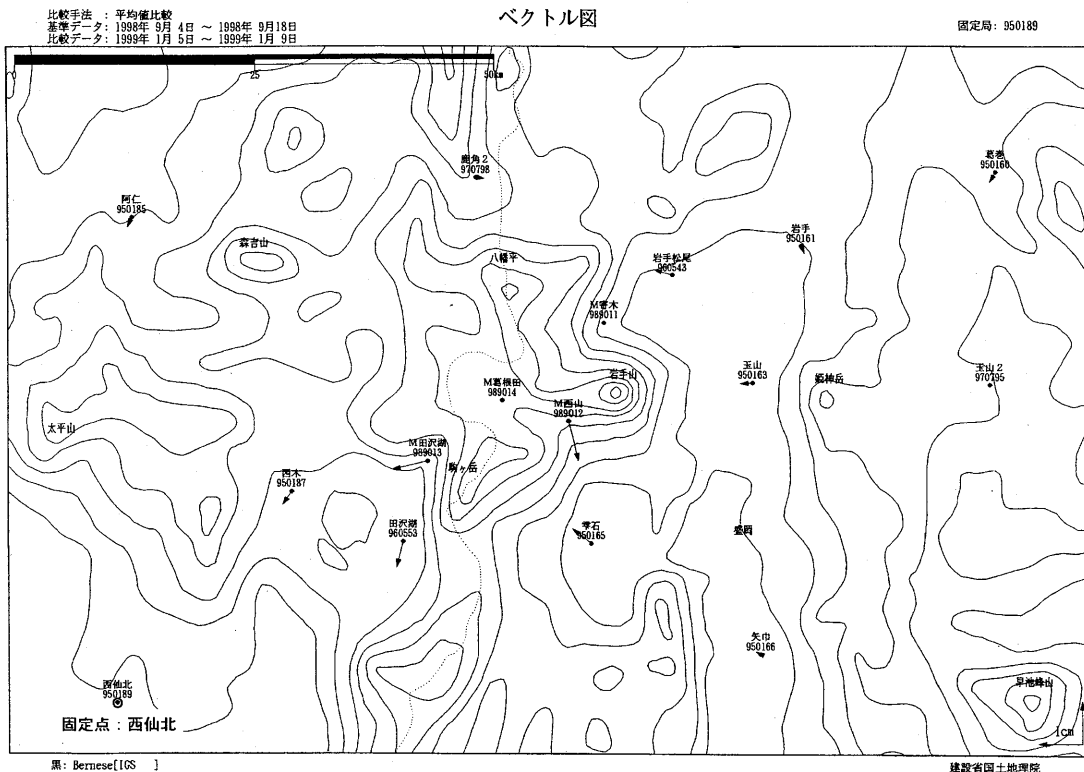 ベクトル図
比較手法 : 平均値比較
基準データ: 1998年 9月 4日 ～ 1998年 9月18日
比較データ: 1999年 1月 5日 ～ 1999年 1月 9日
固定局: 950189
25
50km
鹿角2
970798
葛巻
950160
阿仁
950185
森吉山
八幡平
岩手
950161
岩手松尾
960543
M寄木
989011
岩手山
玉山
950163
姫神岳
玉山2
970795
M葛根田
989014
M西山
989012
太平山
M田沢湖
989013
駒ヶ岳
西木
950187
田沢湖
960553
雫石
950165
盛岡
矢巾
950166
西仙北
950189
固定点：西仙北
早池峰山
1cm
黒: Bernese[IGS ]
建設省国土地理院